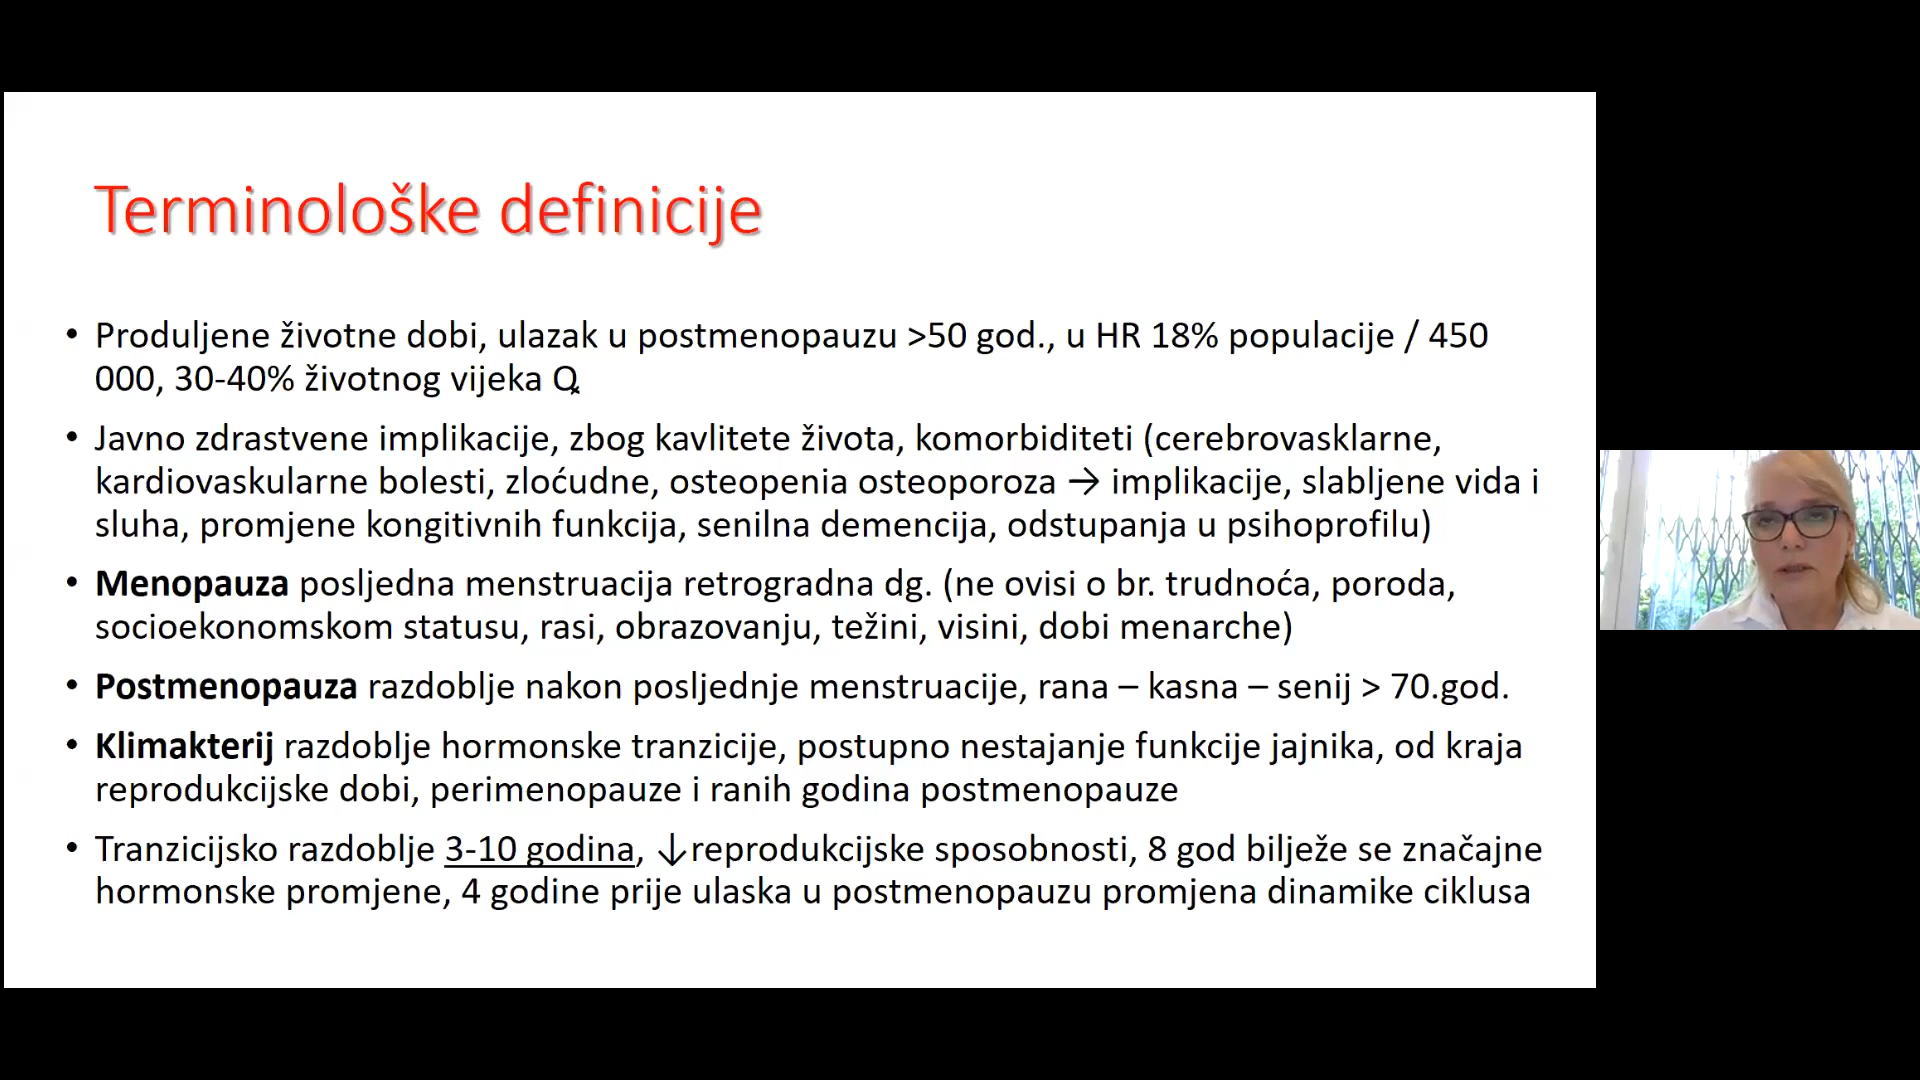 Terminološke definicije
• Produljene životne dobi, ulazak u postmenopauzu >50 god., u HR 18% populacije / 450
000, 30-40% životnog vijeka Q
• Javno zdrastvene implikacije, zbog kavlitete života, komorbiditeti (cerebrovasklarne,
kardiovaskularne bolesti, zloćudne, osteopenia osteoporoza → implikacije, slabljene vida i
sluha, promjene kongitivnih funkcija, senilna demencija, odstupanja u psihoprofilu)
• Menopauza posljedna menstruacija retrogradna dg. (ne ovisi o br. trudnoća, poroda,
socioekonomskom statusu, rasi, obrazovanju, težini, visini, dobi menarche)
• Postmenopauza razdoblje nakon posljednje menstruacije, rana – kasna – senij > 70.god.
• Klimakterij razdoblje hormonske tranzicije, postupno nestajanje funkcije jajnika, od kraja
reprodukcijske dobi, perimenopauze i ranih godina postmenopauze
• Tranzicijsko razdoblje 3-10 godina, ↓reprodukcijske sposobnosti, 8 god bilježe se značajne
hormonske promjene, 4 godine prije ulaska u postmenopauzu promjena dinamike ciklusa